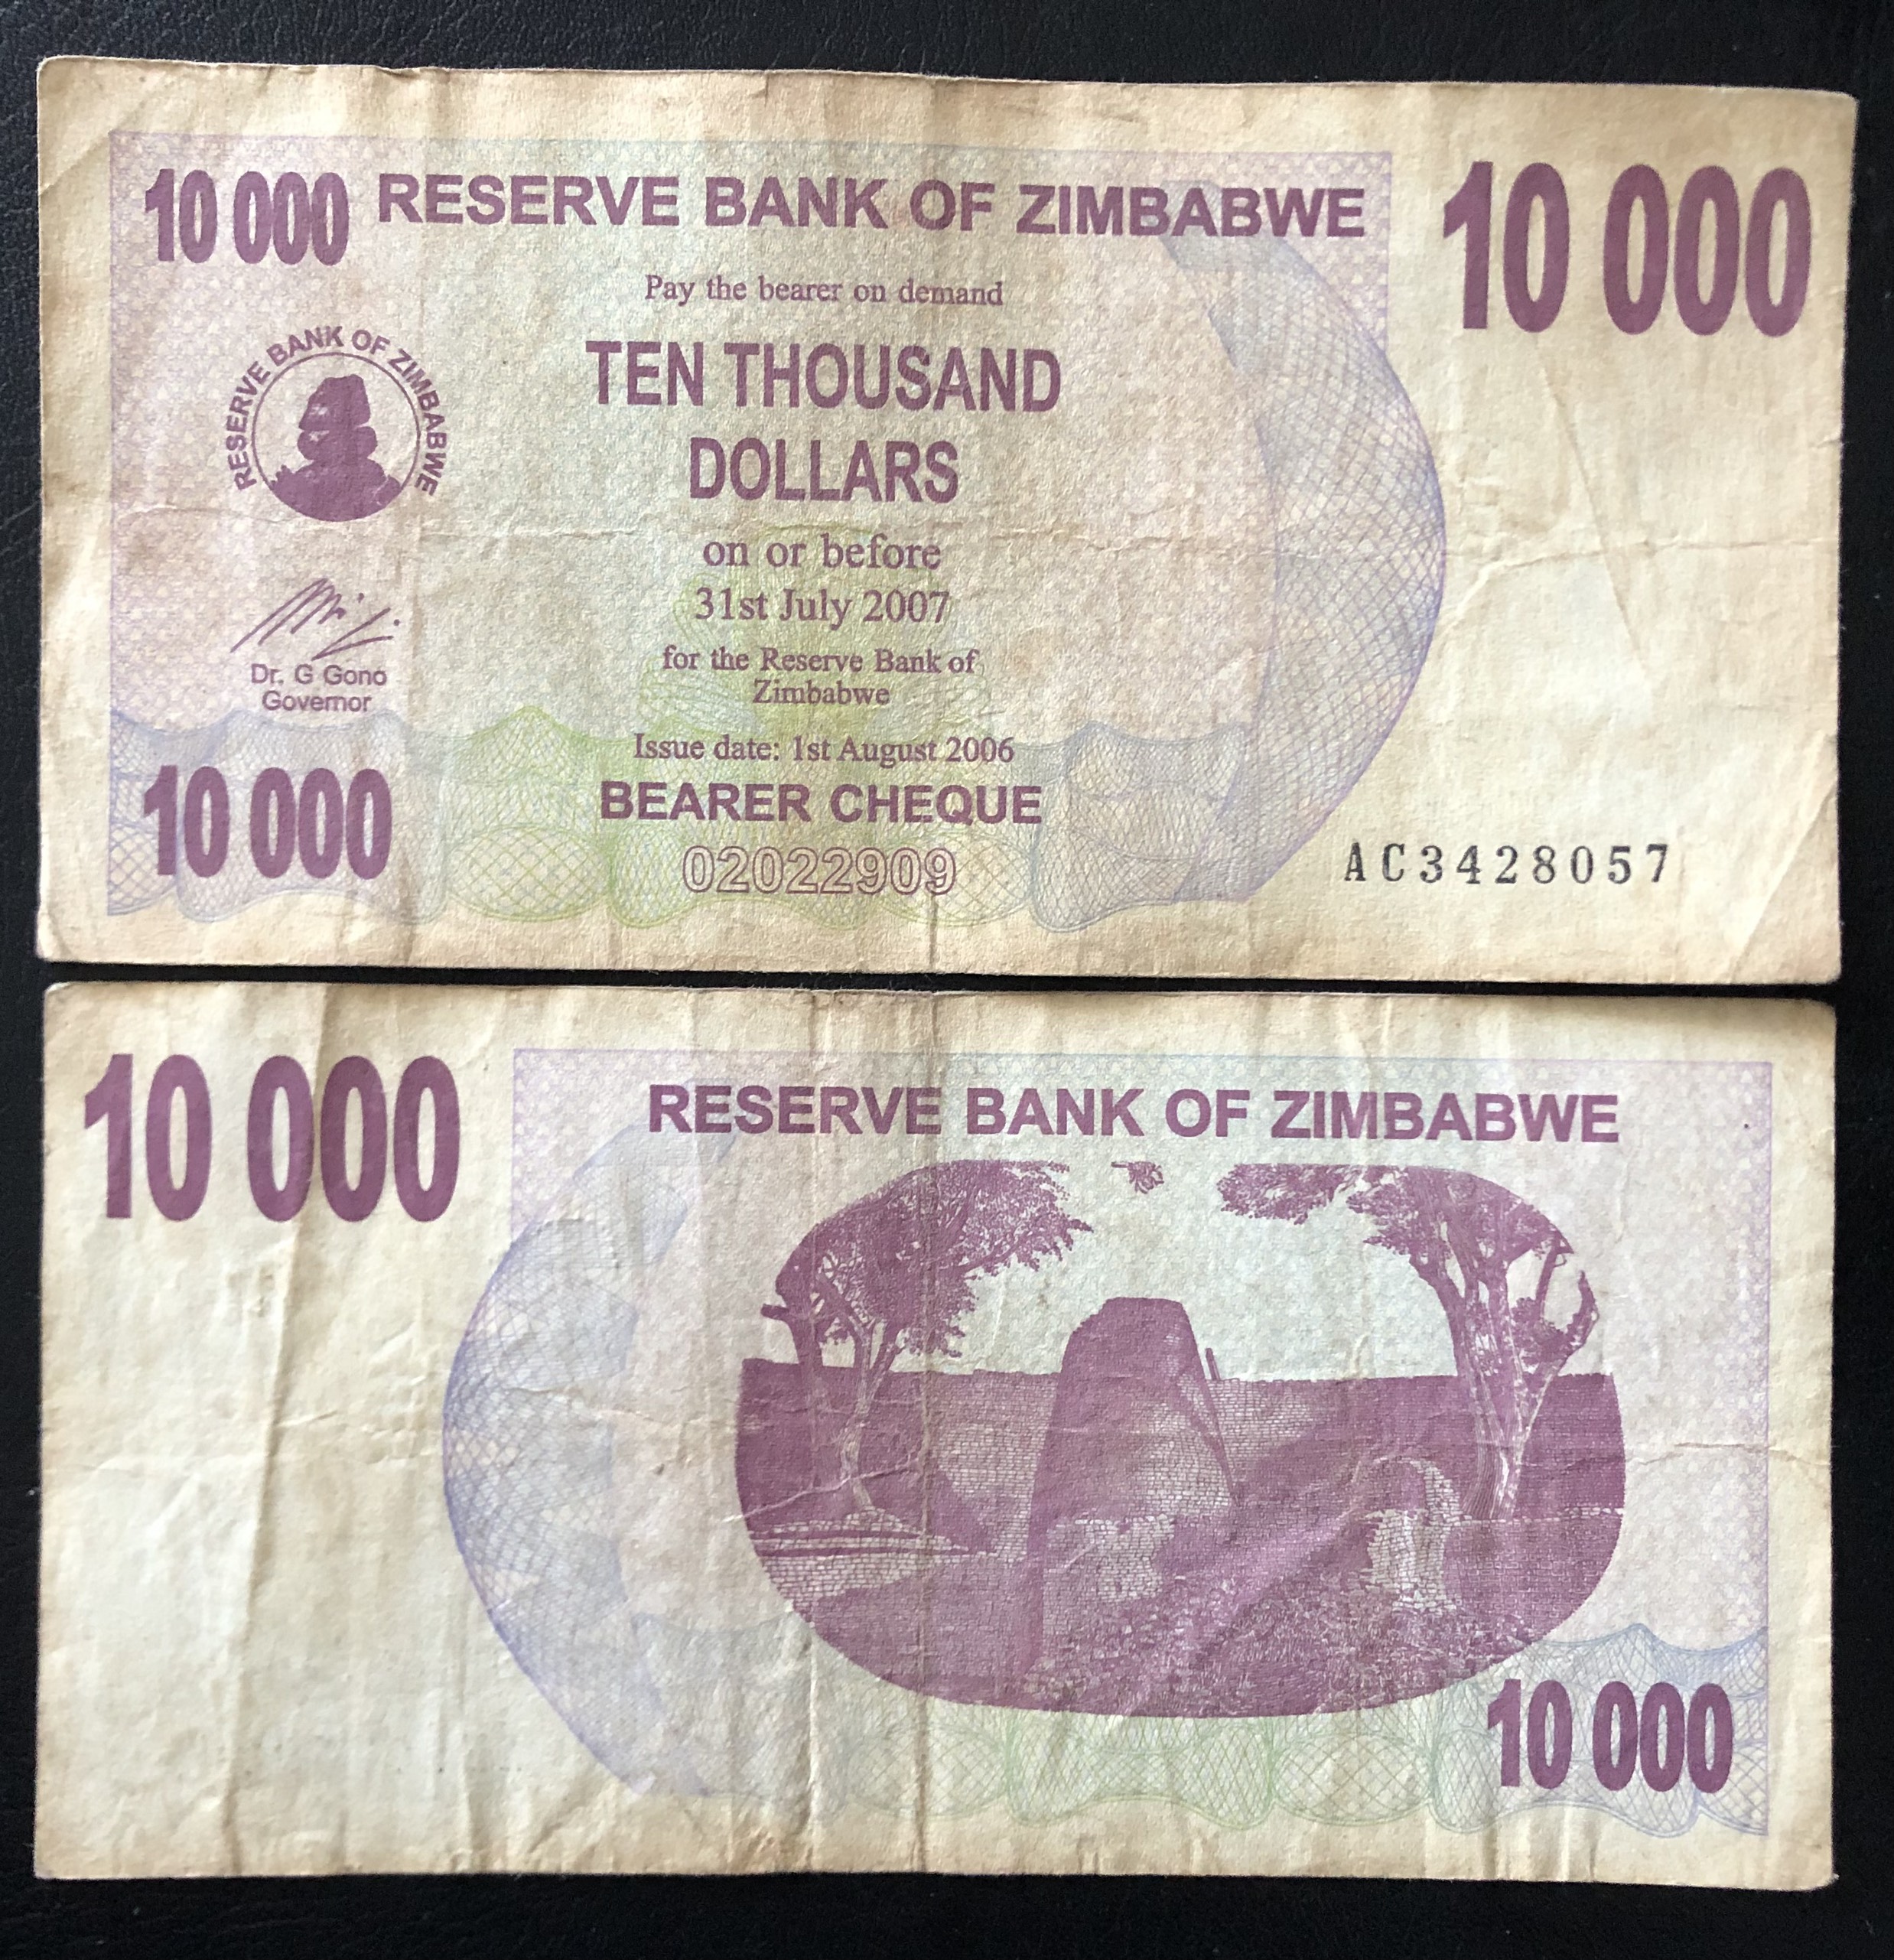 10 000 RESERVE BANK OF ZIMBABWE 10 000
Pay the bearer on demand
TEN THOUSAND
DOLLARS
RESERVE BANK OF ZIMBABWE
on or before
31st July 2007
for the Reserve Bank of
Zimbabwe
Dr. G Gono
Governor
Issue date: 1st August 2006
BEARER CHEQUE
10 000
02022909
AC3428057
10 000
RESERVE BANK OF ZIMBABWE
10 000